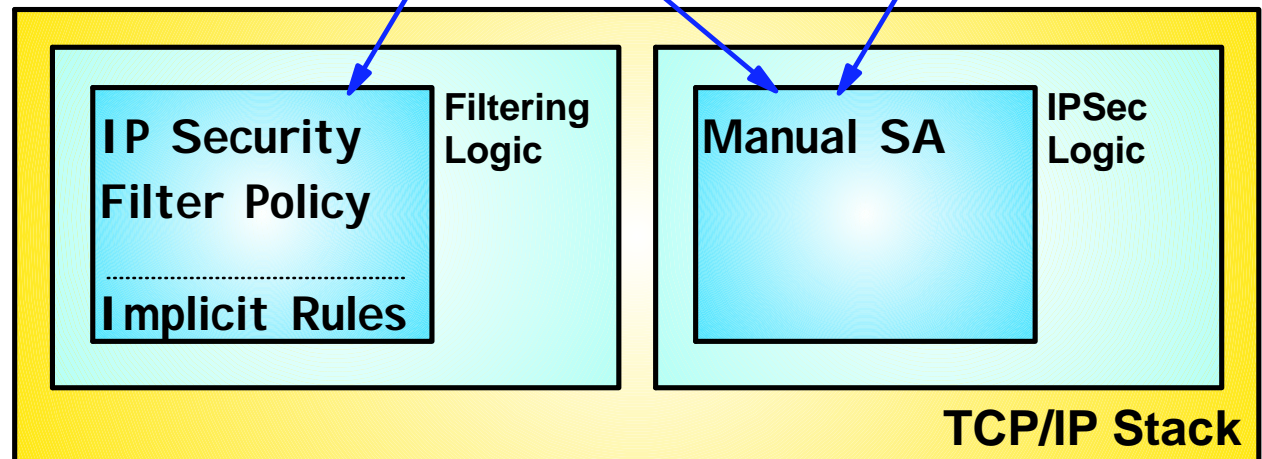 IP Security
Filter Policy
Implicit Rules
Filtering
Logic
Manual SA
IPSec
Logic
TCP/IP Stack